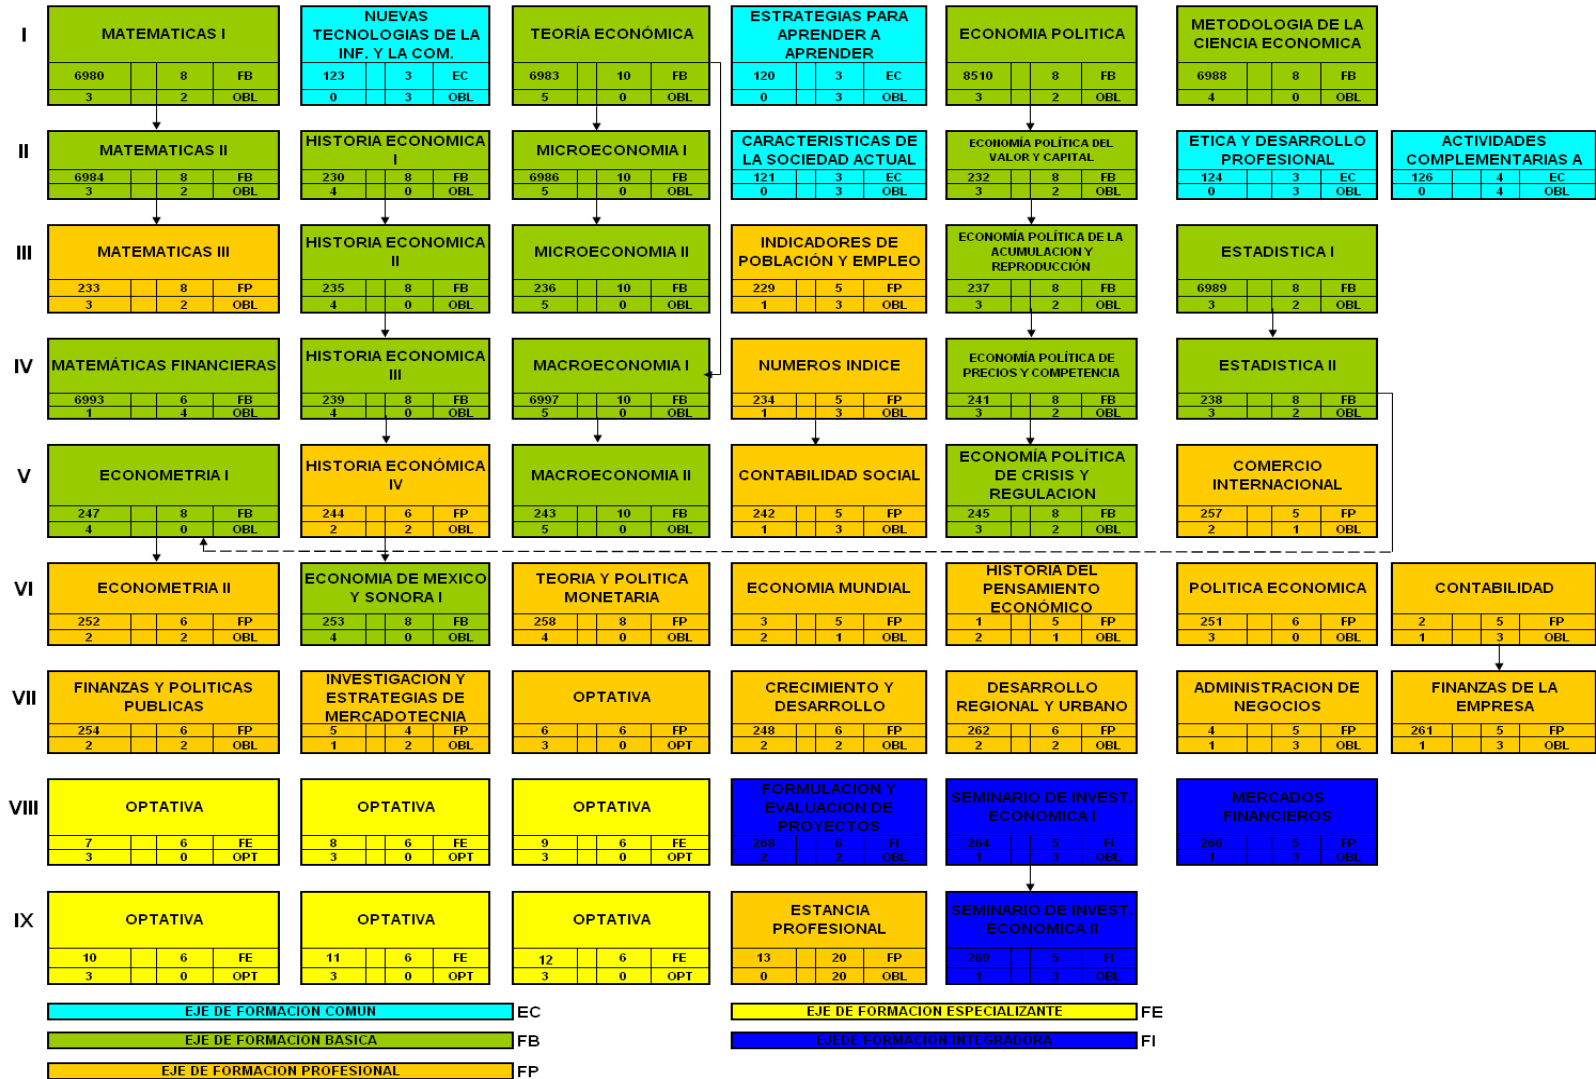 I
MATEMATICAS I
NUEVAS
TECNOLOGIAS DE LA
INF. Y LA COM.
TEORÍA ECONÓMICA
ESTRATEGIAS PARA
APRENDER A
APRENDER
ECONOMIA POLITICA
METODOLOGIA DE LA
CIENCIA ECONOMICA
6980 8 FB
3 2 OBL
123 3 EC
0 3 OBL
6983 10 FB
5 0 OBL
120 3 EC
0 3 OBL
8510 8 FB
3 2 OBL
6988 8 FB
4 0 OBL
II
MATEMATICAS II
HISTORIA ECONOMICA
I
MICROECONOMIA I
CARACTERISTICAS DE
LA SOCIEDAD ACTUAL
ECONOMÍA POLÍTICA DEL
VALOR Y CAPITAL
ETICA Y DESARROLLO
PROFESIONAL
ACTIVIDADES
COMPLEMENTARIAS A
6984 8 FB
3 2 OBL
230 8 FB
4 0 OBL
6986 10 FB
5 0 OBL
121 3 EC
0 3 OBL
232 8 FB
3 2 OBL
124 3 EC
0 3 OBL
126 4 EC
0 4 OBL
III
MATEMATICAS III
HISTORIA ECONOMICA
II
MICROECONOMIA II
INDICADORES DE
POBLACIÓN Y EMPLEO
ECONOMÍA POLÍTICA DE LA
ACUMULACION Y
REPRODUCCIÓN
ESTADISTICA I
233 8 FP
3 2 OBL
235 8 FB
4 0 OBL
236 10 FB
5 0 OBL
229 5 FP
1 3 OBL
237 8 FB
3 2 OBL
6989 8 FB
3 2 OBL
IV
MATEMÁTICAS FINANCIERAS
HISTORIA ECONOMICA
III
MACROECONOMIA I
NUMEROS INDICE
ECONOMÍA POLÍTICA DE
PRECIOS Y COMPETENCIA
ESTADISTICA II
6993 6 FB
1 4 OBL
239 8 FB
4 0 OBL
6997 10 FB
5 0 OBL
234 5 FP
1 3 OBL
241 8 FB
3 2 OBL
238 8 FB
3 2 OBL
V
ECONOMETRIA I
HISTORIA ECONÓMICA
IV
MACROECONOMIA II
CONTABILIDAD SOCIAL
ECONOMÍA POLÍTICA
DE CRISIS Y
REGULACION
COMERCIO
INTERNACIONAL
247 8 FB
4 0 OBL
244 6 FP
2 2 OBL
243 10 FB
5 0 OBL
242 5 FP
1 3 OBL
245 8 FB
3 2 OBL
257 5 FP
2 1 OBL
VI
ECONOMETRIA II
ECONOMIA DE MEXICO
Y SONORA I
TEORIA Y POLITICA
MONETARIA
ECONOMIA MUNDIAL
HISTORIA DEL
PENSAMIENTO
ECONÓMICO
POLITICA ECONOMICA
CONTABILIDAD
252 6 FP
2 2 OBL
253 8 FB
4 0 OBL
258 8 FP
4 0 OBL
3 5 FP
2 1 OBL
1 5 FP
2 1 OBL
251 6 FP
3 0 OBL
2 5 FP
1 3 OBL
VII
FINANZAS Y POLITICAS
PUBLICAS
INVESTIGACION Y
ESTRATEGIAS DE
MERCADOTECNIA
OPTATIVA
CRECIMIENTO Y
DESARROLLO
DESARROLLO
REGIONAL Y URBANO
ADMINISTRACION DE
NEGOCIOS
FINANZAS DE LA
EMPRESA
254 6 FP
2 2 OBL
5 4 FP
1 2 OBL
6 6 FP
3 0 OPT
248 6 FP
2 2 OBL
262 6 FP
2 2 OBL
4 5 FP
1 3 OBL
261 5 FP
1 3 OBL
VIII
OPTATIVA
OPTATIVA
OPTATIVA
FORMULACION Y
EVALUACION DE
PROYECTOS
SEMINARIO DE INVEST.
ECONOMICA I
MERCADOS
FINANCIEROS
7 6 FE
3 0 OPT
8 6 FE
3 0 OPT
9 6 FE
3 0 OPT
268 6 FI
2 2 OBL
264 5 FI
1 3 OBL
266 5 FP
1 3 OBL
IX
OPTATIVA
OPTATIVA
OPTATIVA
ESTANCIA
PROFESIONAL
SEMINARIO DE INVEST.
ECONOMICA II
10 6 FE
3 0 OPT
11 6 FE
3 0 OPT
12 6 FE
3 0 OPT
13 20 FP
0 20 OBL
269 5 FI
1 3 OBL
EJE DE FORMACION COMUN EC
EJE DE FORMACION ESPECIALIZANTE FE
EJE DE FORMACION BASICA FB
EJEDE FORMACION INTEGRADORA FI
EJE DE FORMACION PROFESIONAL FP